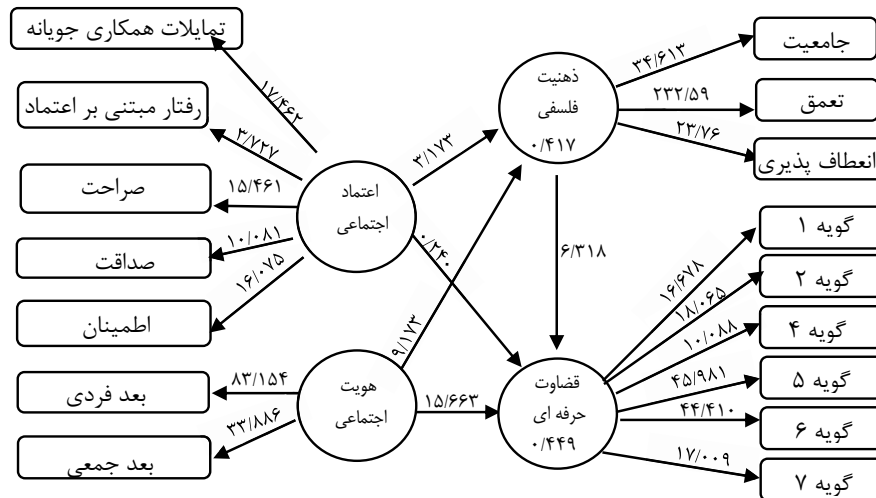 تمایلات همکاری جویانه
رفتار مبتنی بر اعتماد
صراحت
صداقت
اطمینان
بعد فردی
بعد جمعی
۱۷/۴۶۲
۳/۷۲۷
۱۵/۴۶۱
۱۰/۰۸۱
۱۶/۰۷۵
۸۳/۱۵۴
۳۳/۸۸۶
اعتماد
اجتماعی
هویت
اجتماعی
۳/۱۷۳
۰/۲۴۰
۹/۱۷۳
۱۵/۶۶۳
ذهنیت
فلسفی
۰/۴۱۷
۶/۳۱۸
قضاوت
حرفه ای
۰/۴۴۹
۳۴/۶۱۳
۲۳۲/۵۹
۲۳/۷۶
جامعیت
تعمق
انعطاف پذیری
۱۶/۶۷۸
۱۸/۰۶۵
۱۰/۰۸۸
۴۵/۹۸۱
۴۴/۴۱۰
۱۷/۰۰۹
گویه ۱
گویه ۲
گویه ۴
گویه ۵
گویه ۶
گویه ۷